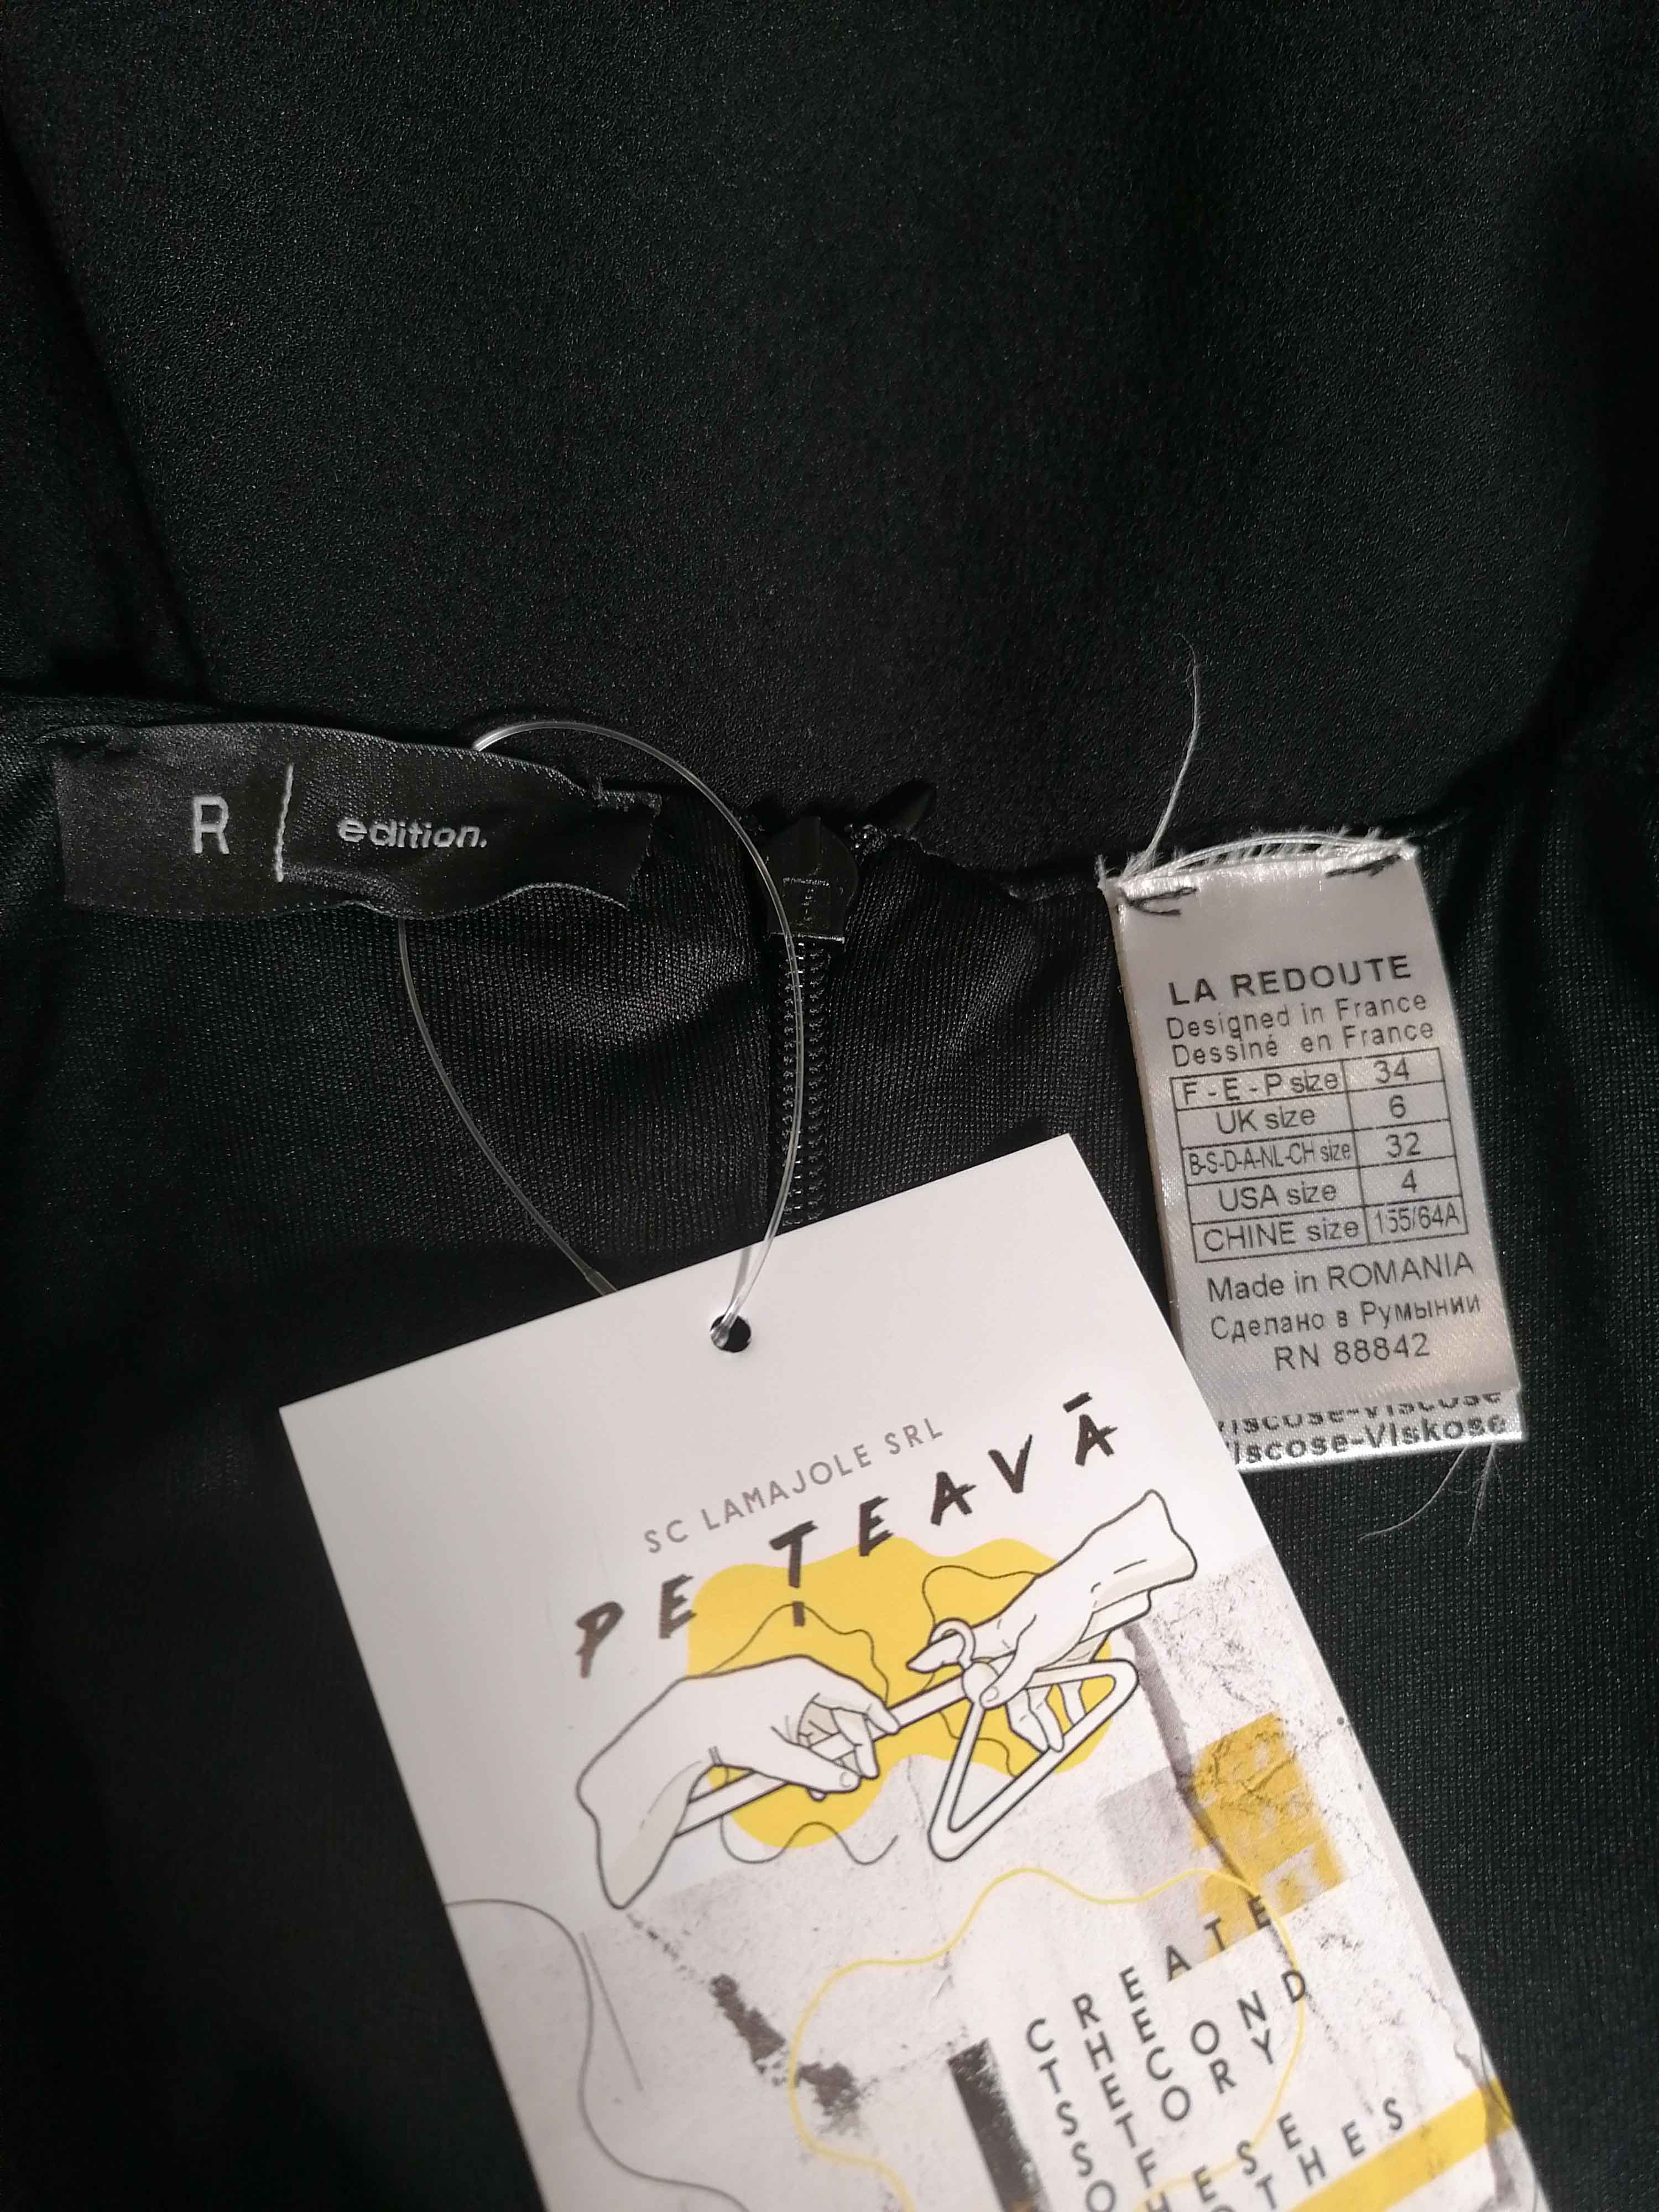 R | edition.
LA REDOUTE
Designed in France
Dessiné en France
F - E - P size 34
UK size 6
B-S-D-A-NL-CH size 32
USA size 4
CHINE size 155/64A
Made in ROMANIA
Сделано в Румынии
RN 88842
viscose-viscose
viscose-Viskose
SC LAMAJOLE SRL
PE TEAVĀ
CREATE
THE SECOND
STORY
OF THESE
CLOTHES